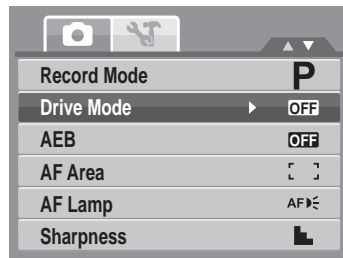 Record Mode P
Drive Mode OFF
AEB OFF
AF Area
AF Lamp AF
Sharpness